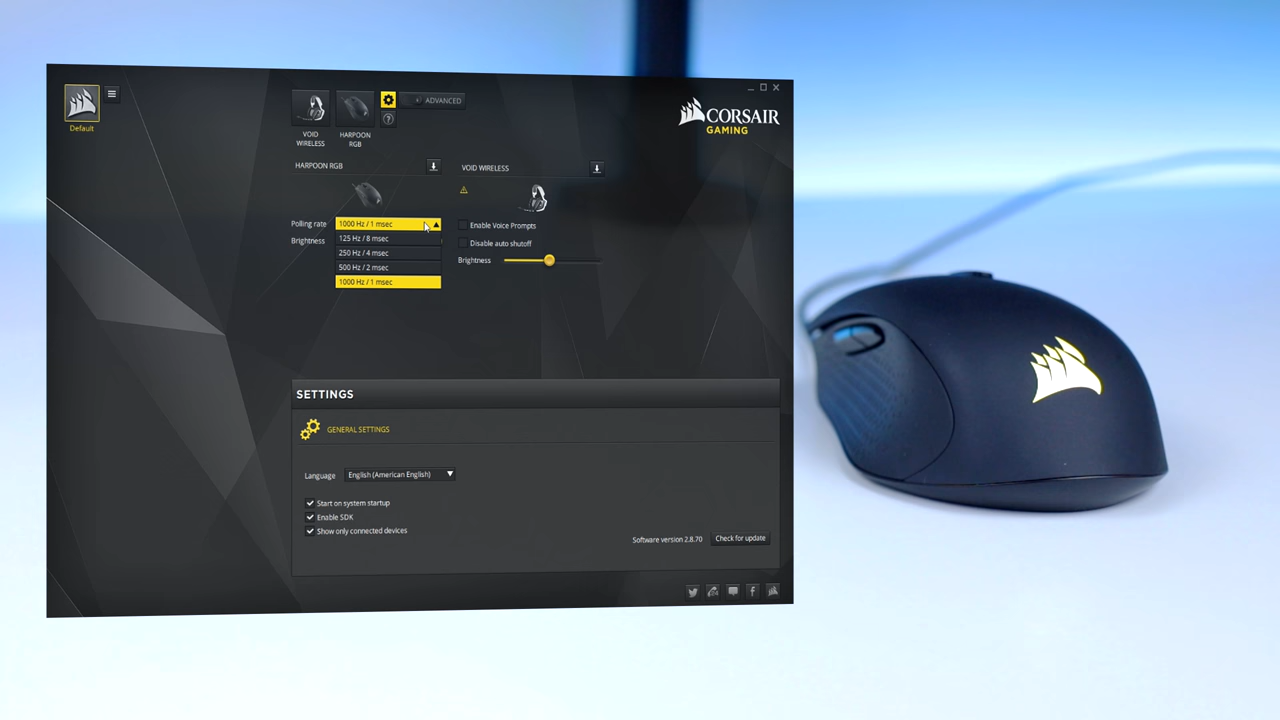 Default
ADVANCED
?
VOID
WIRELESS
HARPOON
RGB
CORSAIR
GAMING
HARPOON RGB
VOID WIRELESS
Polling rate
1000 Hz / 1 msec
Brightness
125 Hz / 8 msec
250 Hz / 4 msec
500 Hz / 2 msec
1000 Hz / 1 msec
Enable Voice Prompts
Disable auto shutoff
Brightness
SETTINGS
GENERAL SETTINGS
Language
English (American English)
Start on system startup
Enable SDK
Show only connected devices
Software version 2.8.70
Check for update